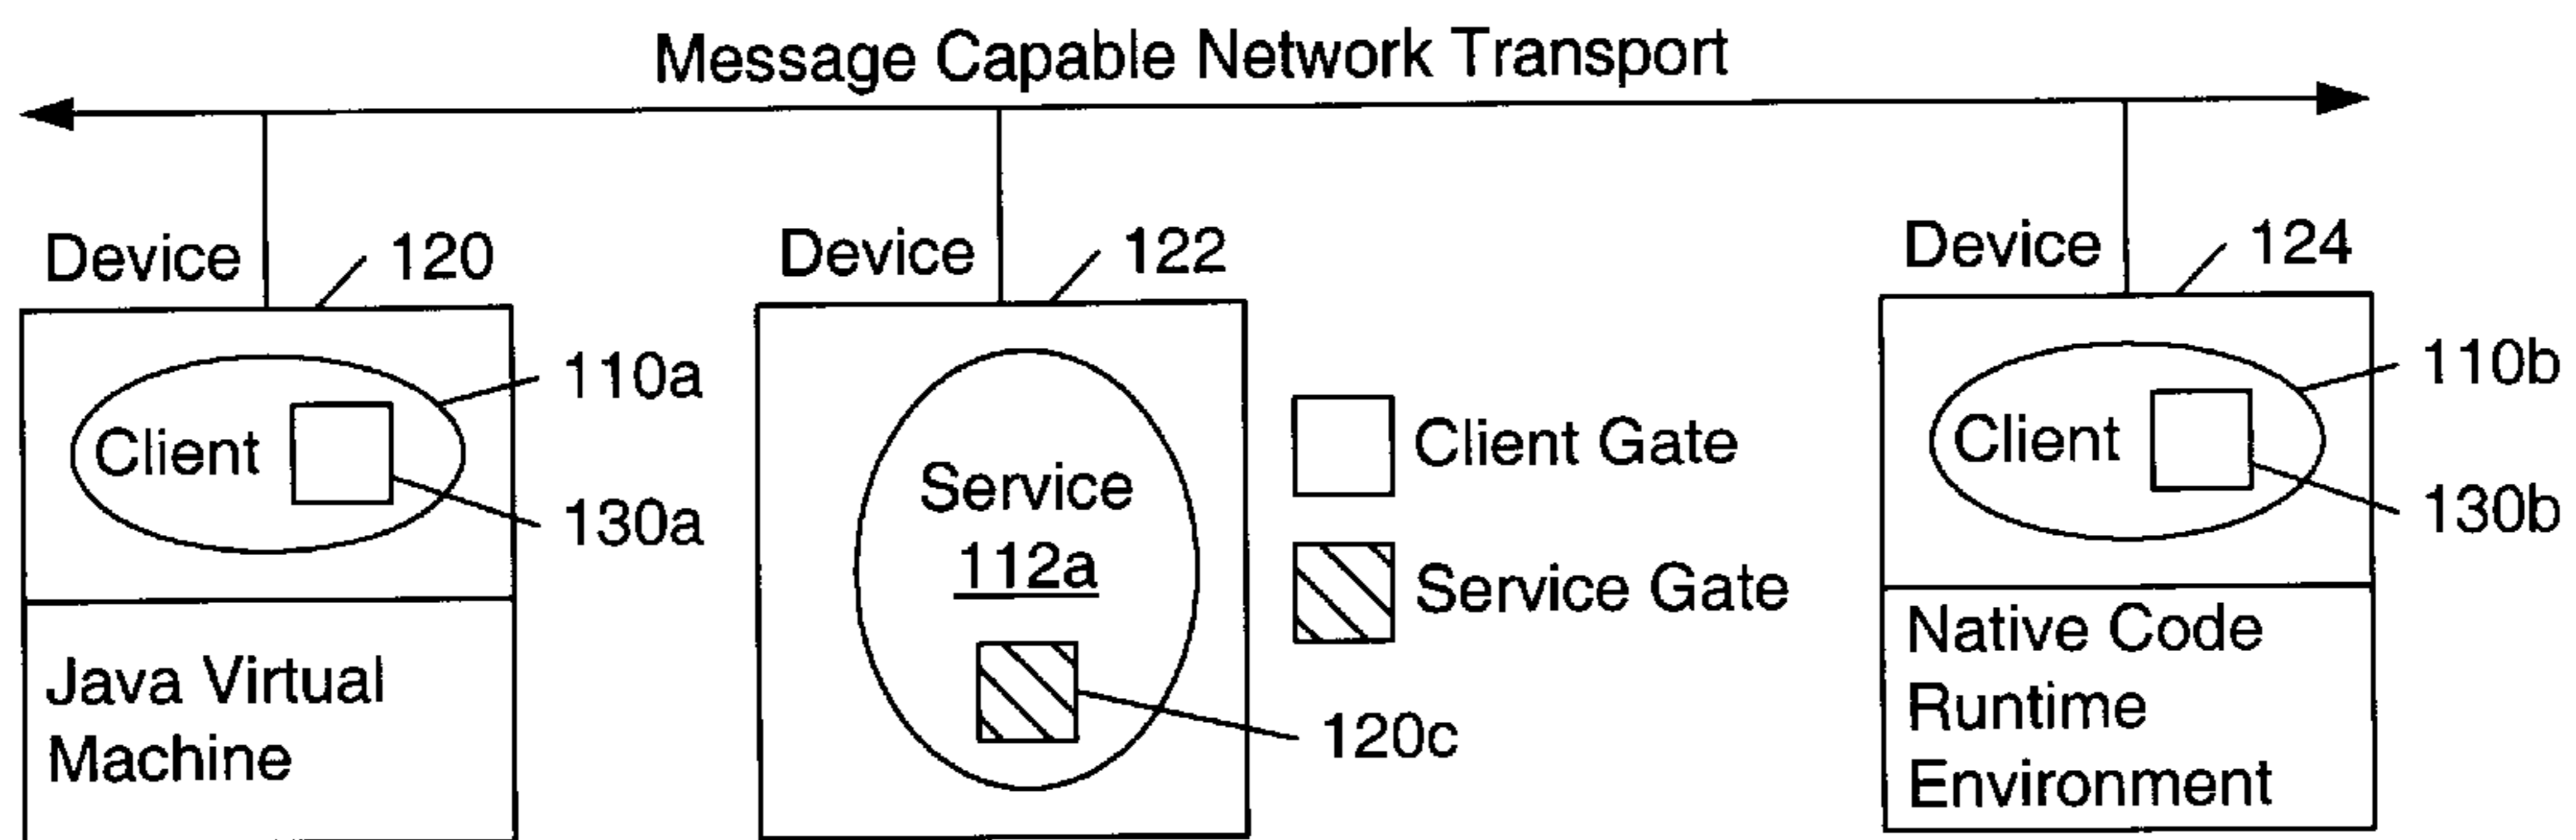 Message Capable Network Transport
Device
120
Device
122
Device
124
110a
Client
130a
Java Virtual
Machine
Service
112a
120c
Client Gate
Service Gate
110b
Client
130b
Native Code
Runtime
Environment